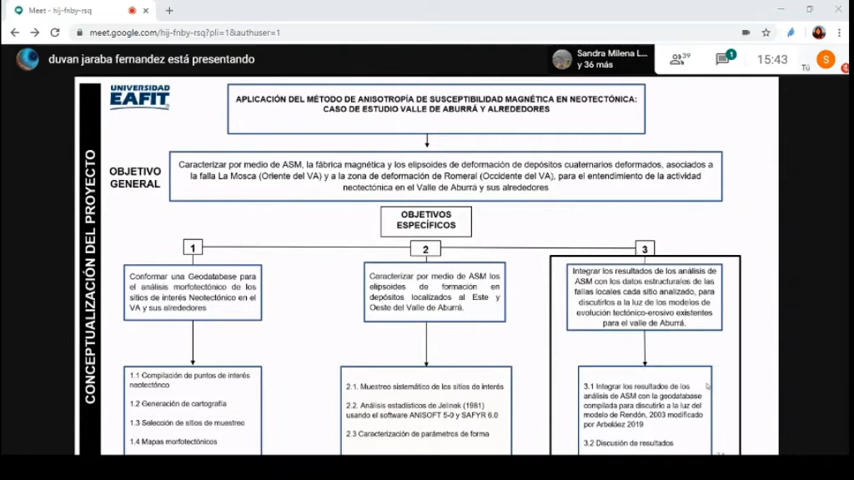 Meet - hij-fnby-rsq
meet.google.com/hij-fnby-rsq?pli=1&authuser=1
duvan jaraba fernandez está presentando
Sandra Milena L...
y 36 más
39
1
15:43
Tú
S
UNIVERSIDAD
EAFIT
APLICACIÓN DEL MÉTODO DE ANISOTROPÍA DE SUSCEPTIBILIDAD MAGNÉTICA EN NEOTECTÓNICA:
CASO DE ESTUDIO VALLE DE ABURRÁ Y ALREDEDORES
CONCEPTUALIZACIÓN DEL PROYECTO
OBJETIVO
GENERAL
Caracterizar por medio de ASM, la fábrica magnética y los elipsoides de deformación de depósitos cuaternarios deformados, asociados a
la falla La Mosca (Oriente del VA) y a la zona de deformación de Romeral (Occidente del VA), para el entendimiento de la actividad
neotectónica en el Valle de Aburrá y sus alrededores
OBJETIVOS
ESPECÍFICOS
1
2
3
Conformar una Geodatabase para
el análisis morfotectónico de los
sitios de interés Neotectónico en el
VA y sus alrededores
Caracterizar por medio de ASM los
elipsoides de formación en
depósitos localizados al Este y
Oeste del Valle de Aburrá.
Integrar los resultados de los análisis de
ASM con los datos estructurales de las
fallas locales cada sitio analizado, para
discutirlos a la luz de los modelos de
evolución tectónico-erosivo existentes
para el valle de Aburrá.
1.1 Compilación de puntos de interés
neotectónco
1.2 Generación de cartografía
1.3 Selección de sitios de muestreo
1.4 Mapas morfotectónicos
2.1. Muestreo sistemático de los sitios de interés
2.2. Análisis estadísticos de Jelinek (1981)
usando el software ANISOFT 5-0 y SAFYR 6.0
2.3 Caracterización de parámetros de forma
3.1 Integrar los resultados de los
análisis de ASM con la geodatabase
compilada para discutirlo a la luz del
modelo de Rendón, 2003 modificado
por Arbeláez 2019
3.2 Discusión de resultados